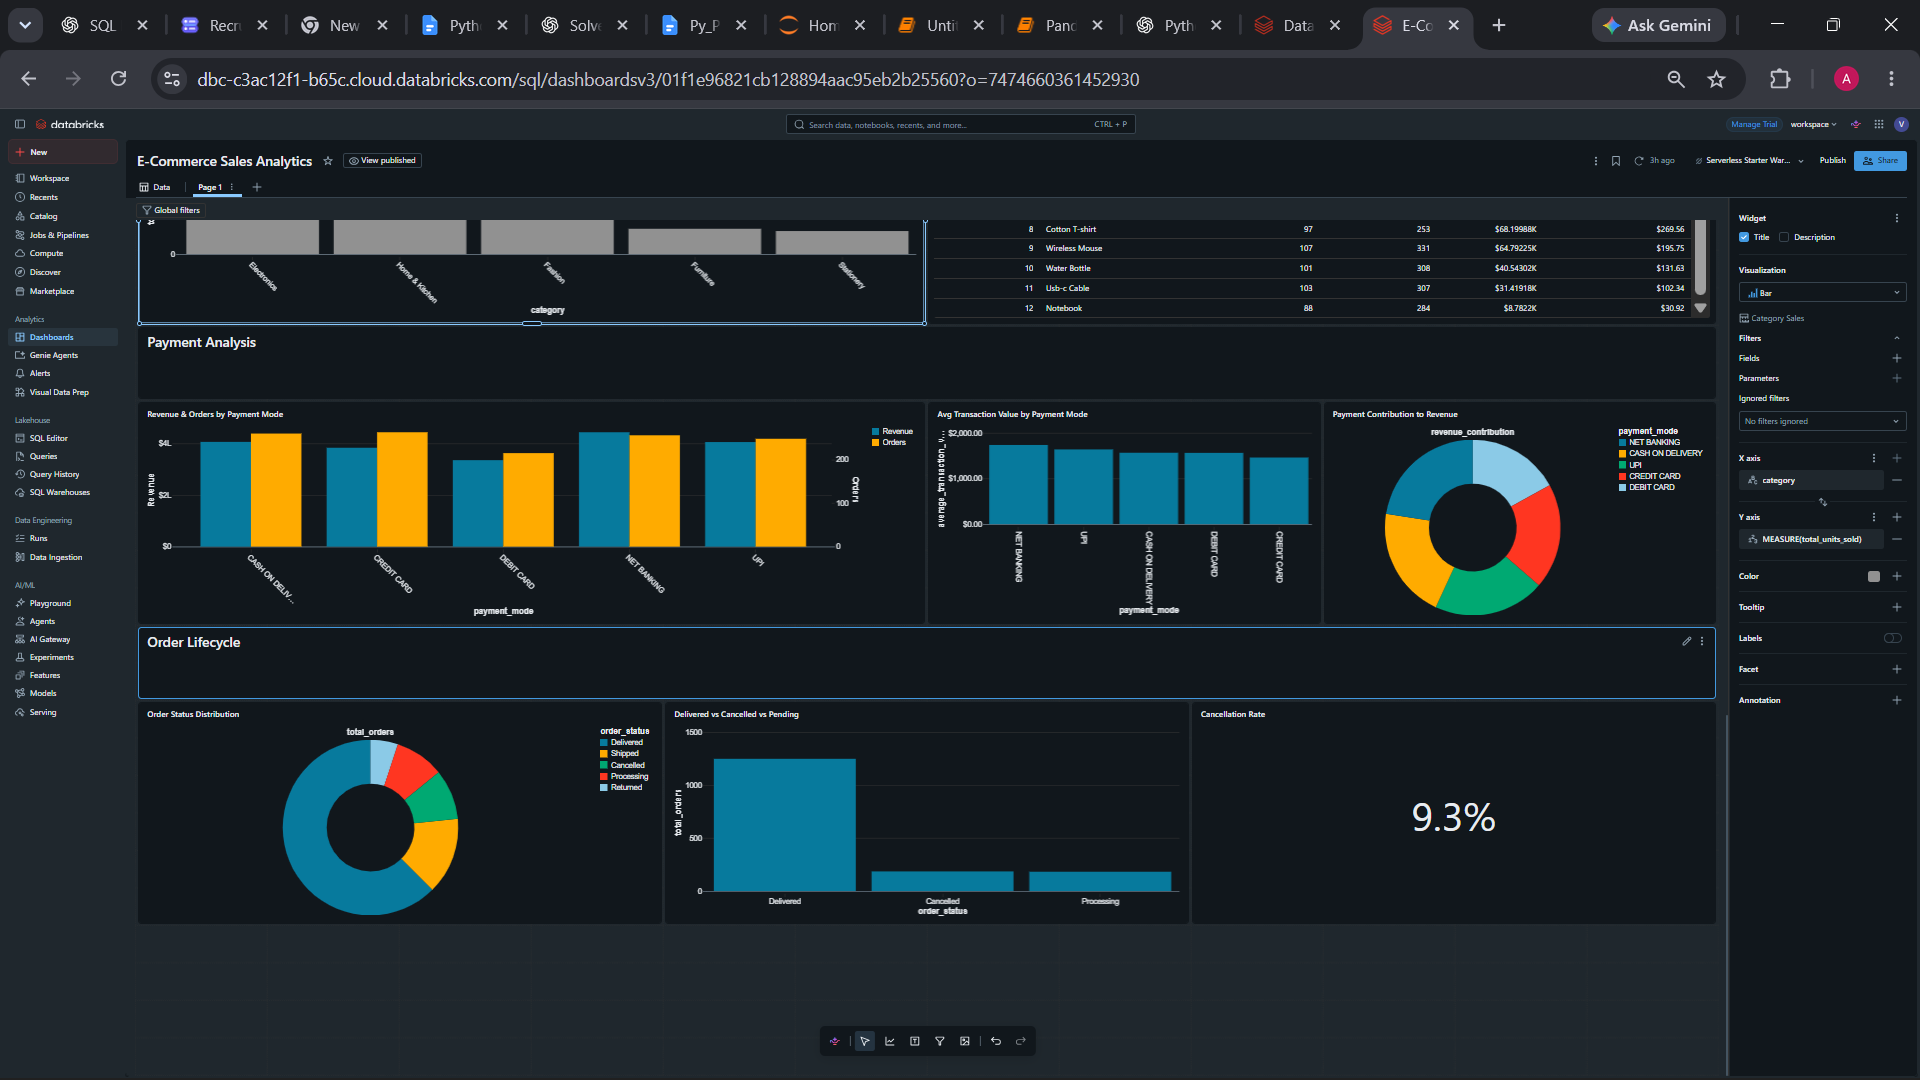 SQL
Recru
New
Pytho
Solve
Py_P
Hom
Untit
Panc
Pyth
Data
E-Co
Ask Gemini
dbc-c3ac12f1-b65c.cloud.databricks.com/sql/dashboardsv3/01f1e96821cb128894aac95eb2b25560?o=7474660361452930
A
databricks
Search data, notebooks, recents, and more...
CTRL + P
Manage Trial
workspace
V
New
Workspace
Recents
Catalog
Jobs & Pipelines
Compute
Discover
Marketplace
Analytics
Dashboards
Genie Agents
Alerts
Visual Data Prep
Lakehouse
SQL Editor
Queries
Query History
SQL Warehouses
Data Engineering
Runs
Data Ingestion
AI/ML
Playground
Agents
AI Gateway
Experiments
Features
Models
Serving
E-Commerce Sales Analytics
View published
3h ago
Serverless Starter War...
Publish
Share
Data
Page 1
Global filters
0
Electronics
Home & Kitchen
Fashion
Furniture
Stationery
category
8 Cotton T-shirt 97 253 $68.19988K $269.56
9 Wireless Mouse 107 331 $64.79225K $195.75
10 Water Bottle 101 308 $40.54302K $131.63
11 Usb-c Cable 103 307 $31.41918K $102.34
12 Notebook 88 284 $8.7822K $30.92
Payment Analysis
Revenue & Orders by Payment Mode
Revenue
Orders
$4L
$2L
$0
Revenue
200
100
0
Orders
CASH ON DELIV...
CREDIT CARD
DEBIT CARD
NET BANKING
UPI
payment_mode
Avg Transaction Value by Payment Mode
$2,000.00
$1,000.00
$0.00
average_transaction_v...
NET BANKING
UPI
CASH ON DELIVERY
DEBIT CARD
CREDIT CARD
payment_mode
Payment Contribution to Revenue
revenue_contribution
payment_mode
NET BANKING
CASH ON DELIVERY
UPI
CREDIT CARD
DEBIT CARD
Order Lifecycle
Order Status Distribution
total_orders
order_status
Delivered
Shipped
Cancelled
Processing
Returned
Delivered vs Cancelled vs Pending
1500
1000
500
0
total_orders
Delivered
Cancelled
Processing
order_status
Cancellation Rate
9.3%
Widget
Title
Description
Visualization
Bar
Category Sales
Filters
Fields
Parameters
Ignored filters
No filters ignored
X axis
category
Y axis
MEASURE(total_units_sold)
Color
Tooltip
Labels
Facet
Annotation